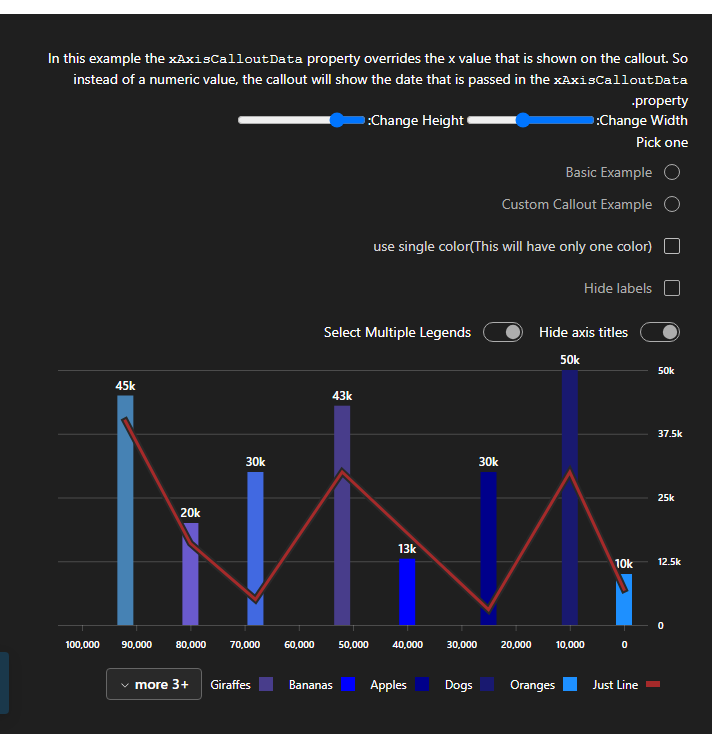 In this example the xAxisCalloutData property overrides the x value that is shown on the callout. So
instead of a numeric value, the callout will show the date that is passed in the xAxisCalloutData
.property
:Change Width :Change Height
Pick one
Basic Example
Custom Callout Example
use single color(This will have only one color)
Hide labels
Select Multiple Legends Hide axis titles
50k
45k
43k
30k
30k
20k
13k
10k
50k
37.5k
25k
12.5k
0
100,000 90,000 80,000 70,000 60,000 50,000 40,000 30,000 20,000 10,000 0
more 3+ Giraffes Bananas Apples Dogs Oranges Just Line